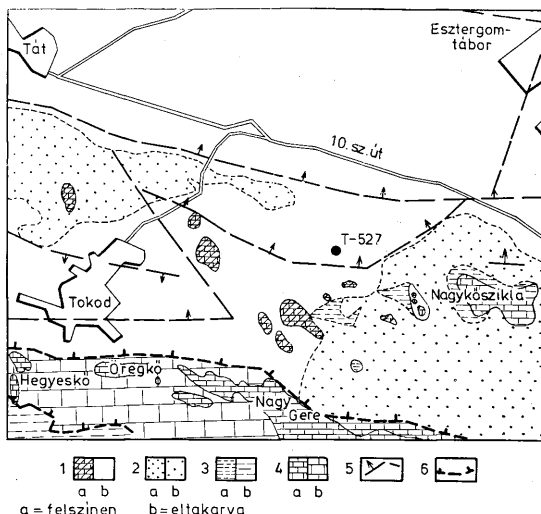 Tát
Esztergom-
tábor
10. sz. út
T-527
Tokod
Nagykőszikla
Hegyeskő
Öregkő
Nagy
Gere
1 2 3 4 5 6
a b a b a b a b
a = felszínen b = eltakarva